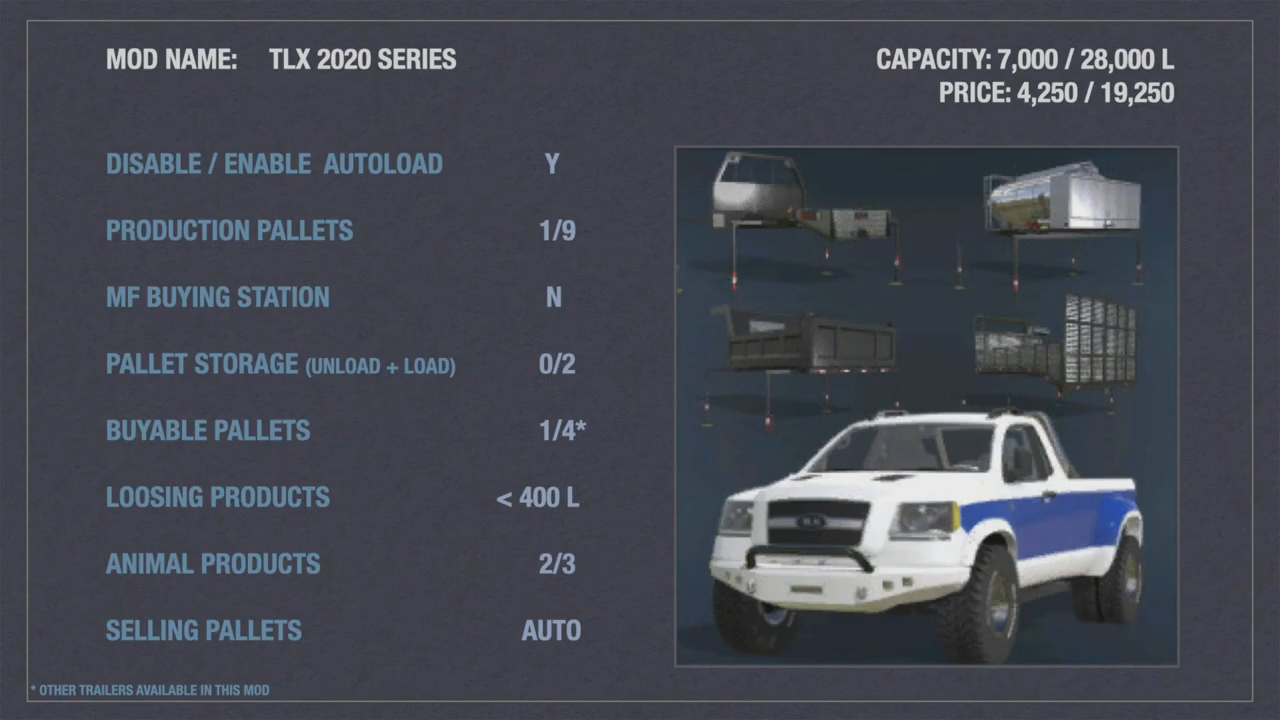 MOD NAME: TLX 2020 SERIES
CAPACITY: 7,000 / 28,000 L
PRICE: 4,250 / 19,250
DISABLE / ENABLE AUTOLOAD Y
PRODUCTION PALLETS 1/9
MF BUYING STATION N
PALLET STORAGE (UNLOAD + LOAD) 0/2
BUYABLE PALLETS 1/4*
LOOSING PRODUCTS < 400 L
ANIMAL PRODUCTS 2/3
SELLING PALLETS AUTO
* OTHER TRAILERS AVAILABLE IN THIS MOD